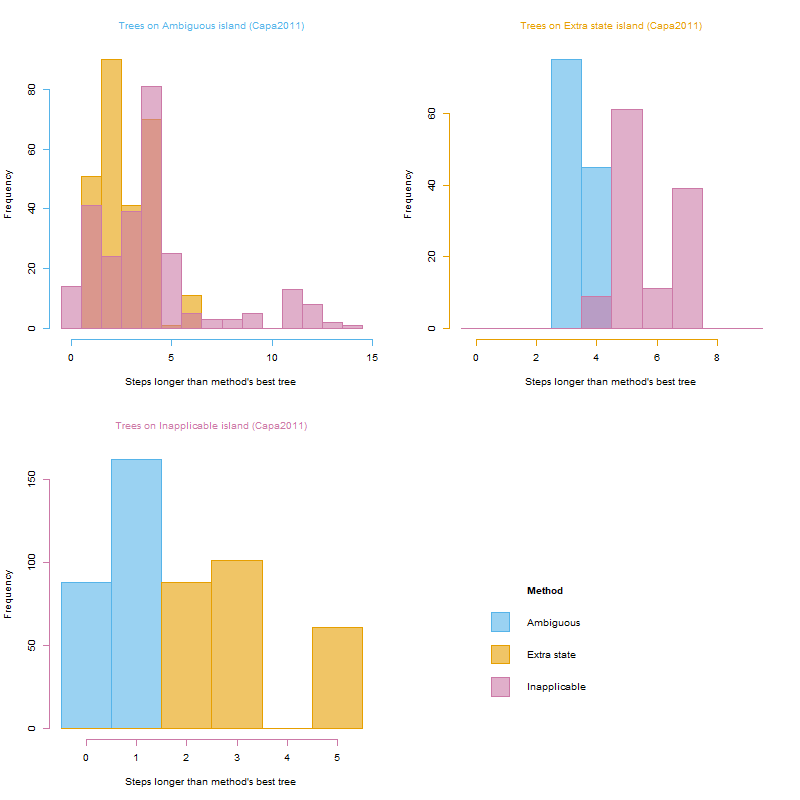 Trees on Ambiguous island (Capa2011)
Frequency
0 20 40 60 80
0 5 10 15
Steps longer than method's best tree
Trees on Extra state island (Capa2011)
Frequency
0 20 40 60
0 2 4 6 8
Steps longer than method's best tree
Trees on Inapplicable island (Capa2011)
Frequency
0 50 100 150
0 1 2 3 4 5
Steps longer than method's best tree
Method
Ambiguous
Extra state
Inapplicable